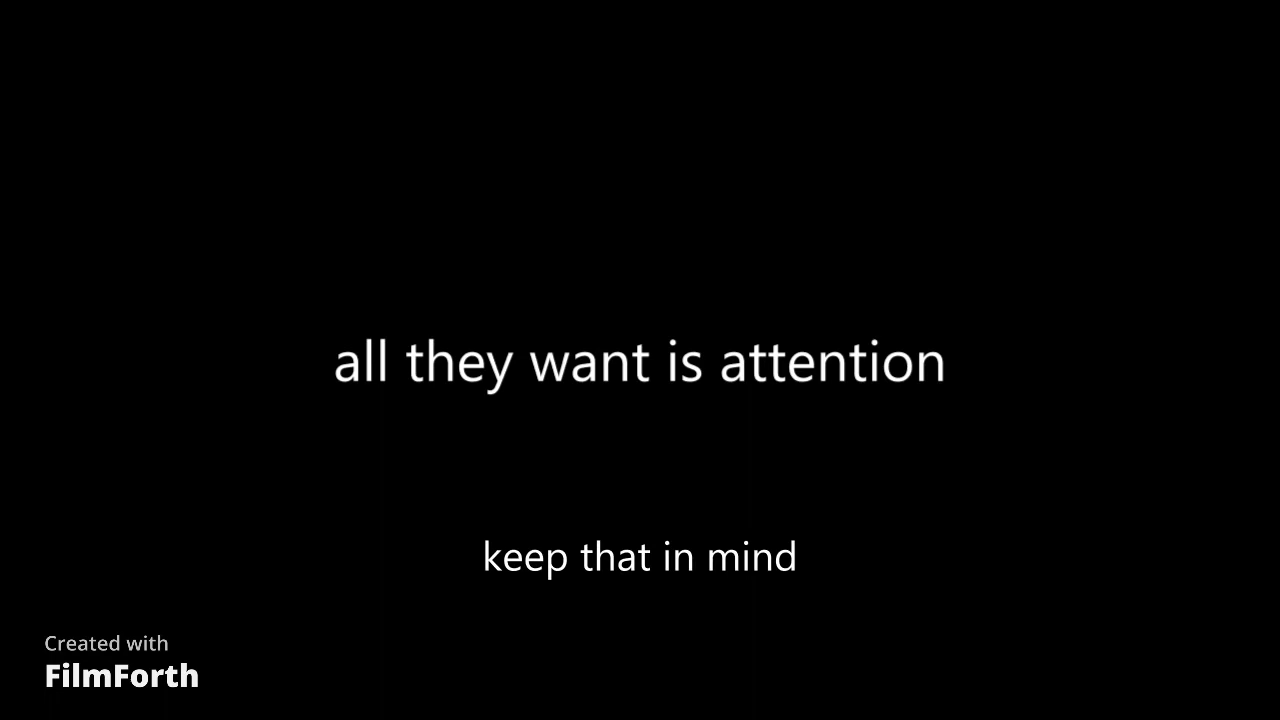 all they want is attention
keep that in mind
Created with
FilmForth